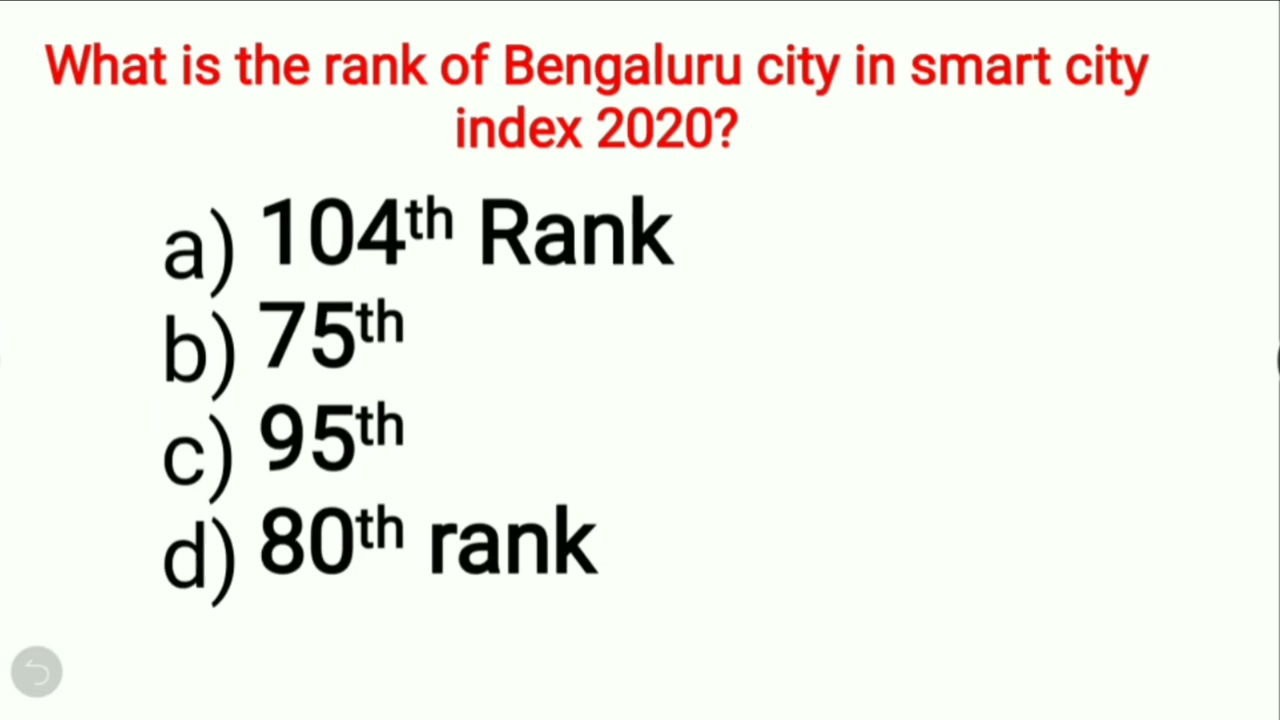 What is the rank of Bengaluru city in smart city
index 2020?
a) 104th Rank
b) 75th
c) 95th
d) 80th rank